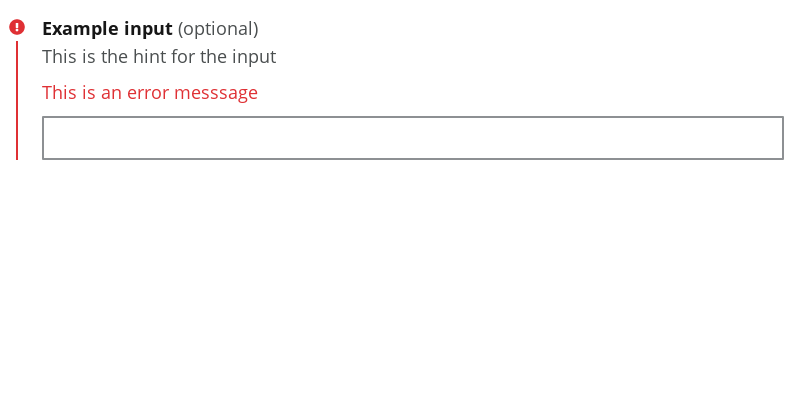 Example input (optional)
This is the hint for the input
This is an error messsage